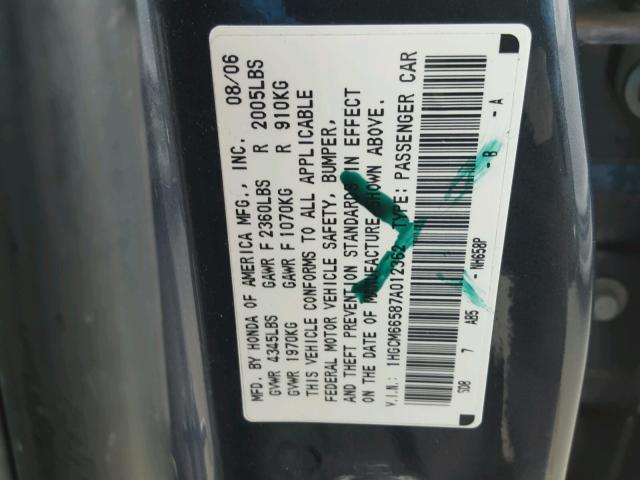 MFD. BY HONDA OF AMERICA MFG., INC. 08/06
GVWR 4345LBS GAWR F 2360LBS R 2005LBS
GVWR 1970KG GAWR F 1070KG R 910KG
THIS VEHICLE CONFORMS TO ALL APPLICABLE
FEDERAL MOTOR VEHICLE SAFETY, BUMPER,
AND THEFT PREVENTION STANDARDS IN EFFECT
ON THE DATE OF MANUFACTURE SHOWN ABOVE.
V.I.N.: 1HGCM66587A012362 TYPE: PASSENGER CAR
SD8 7 AB5 NH658P - B - A